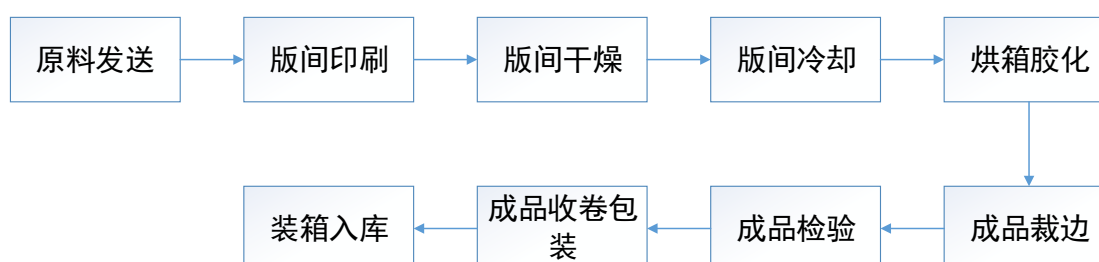 原料发送
版间印刷
版间干燥
版间冷却
烘箱胶化
成品裁边
成品检验
成品收卷包
装
装箱入库